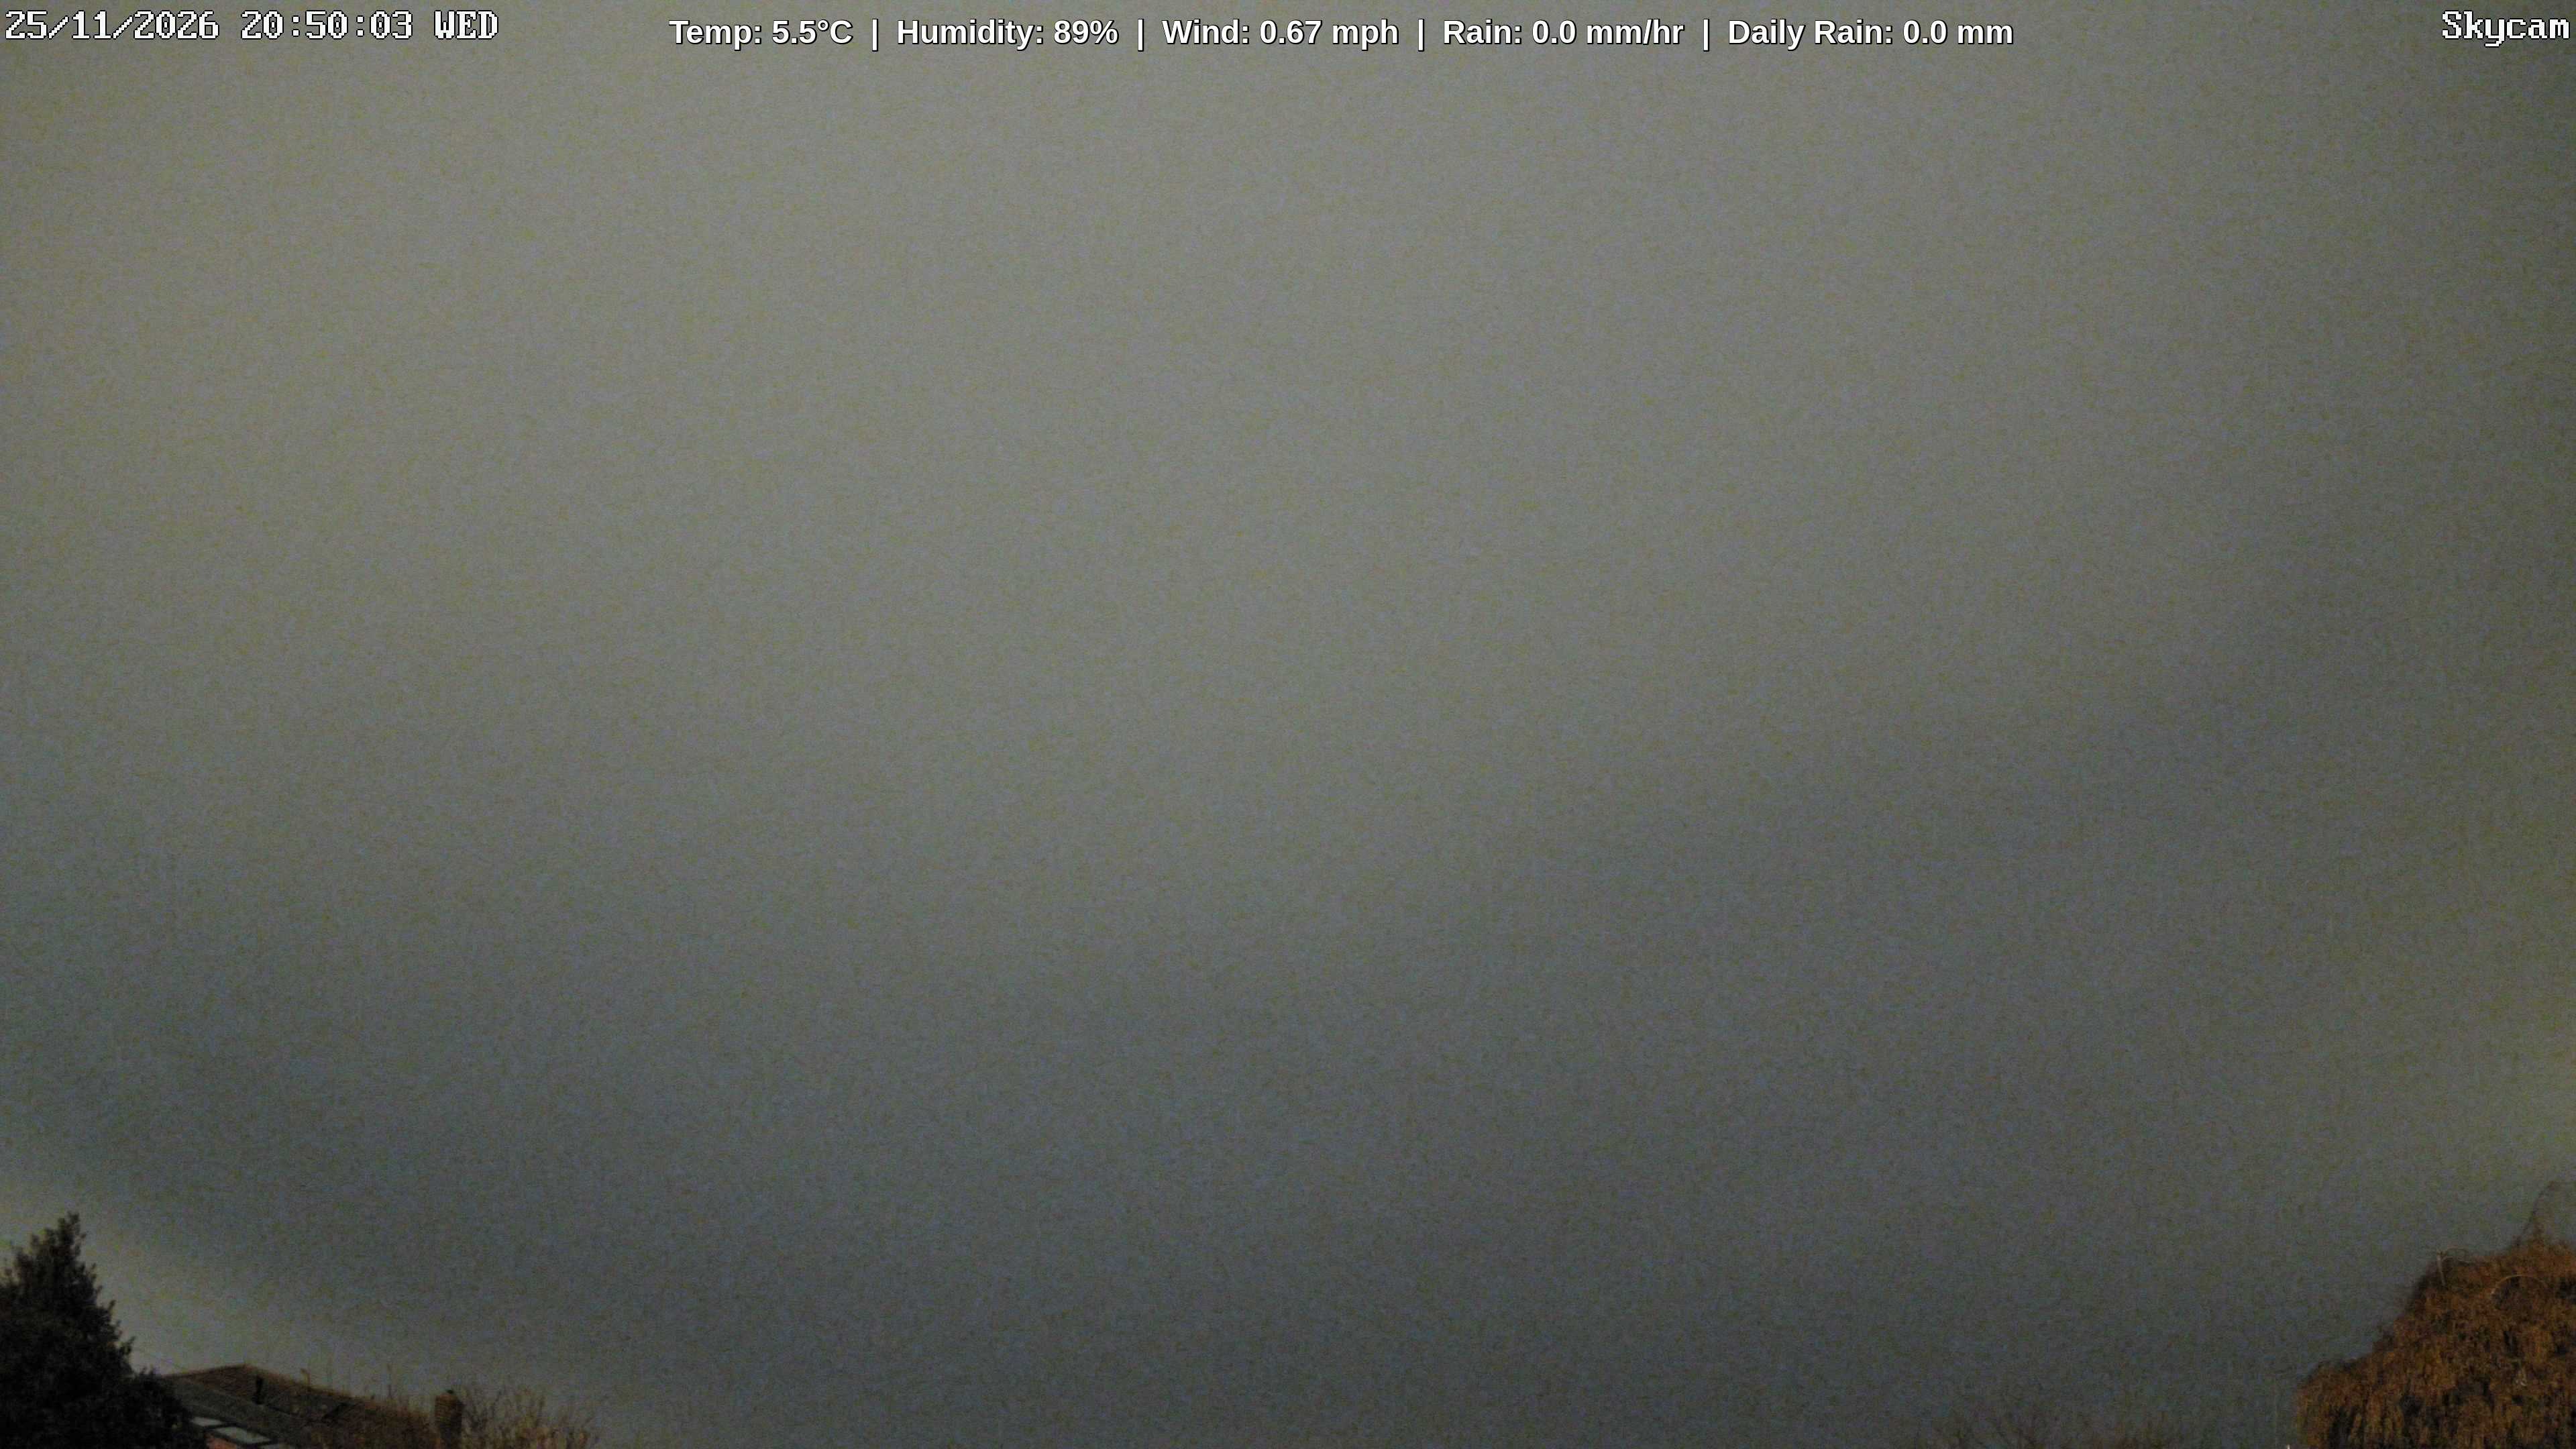 25/11/2026 20:50:03 WED
Temp: 5.5°C | Humidity: 89% | Wind: 0.67 mph | Rain: 0.0 mm/hr | Daily Rain: 0.0 mm
Skycam